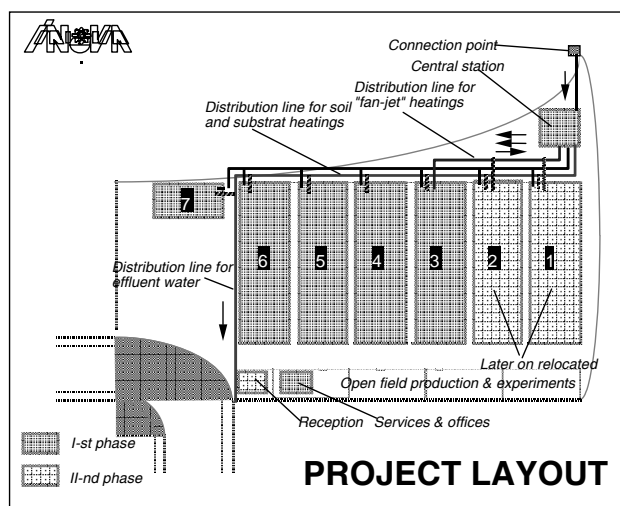 INOVA
Connection point
Central station
Distribution line for
"fan-jet" heatings
Distribution line for soil
and substrat heatings
7
6
5
4
3
2
1
Distribution line for
effluent water
Later on relocated
Open field production & experiments
Reception
Services & offices
I-st phase
II-nd phase
PROJECT LAYOUT